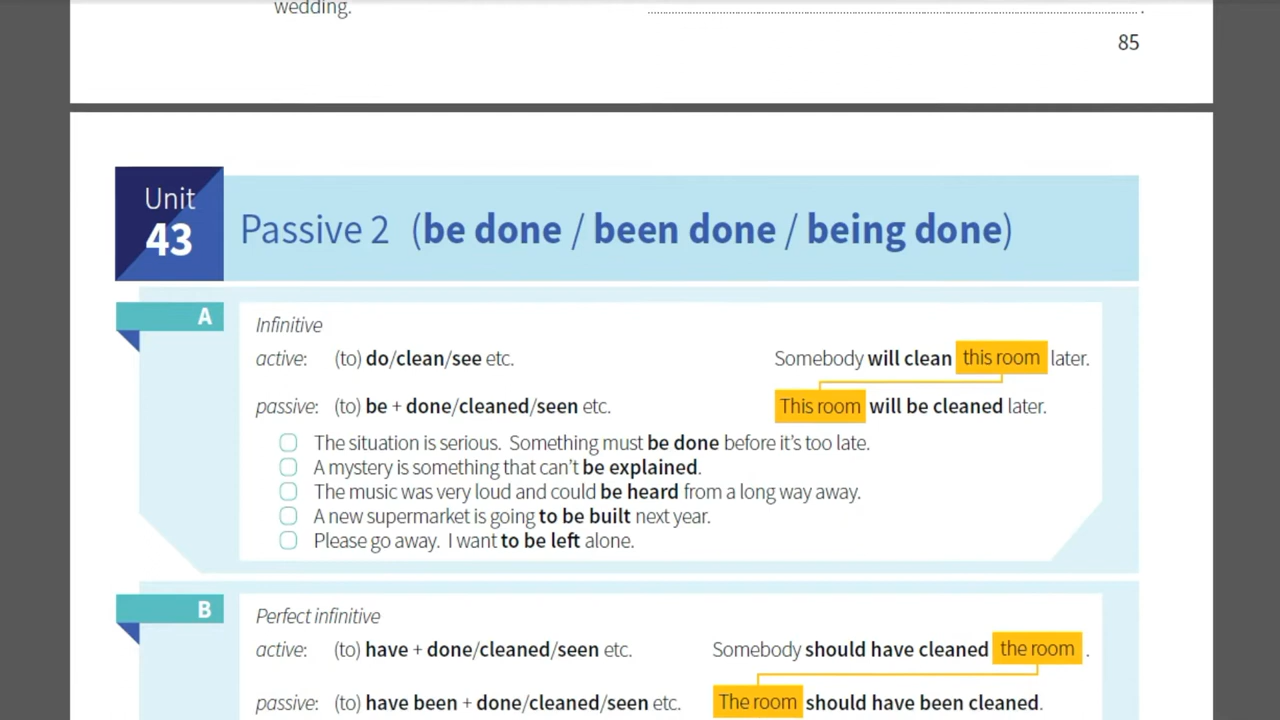 wedding.
85
Unit
43
Passive 2 (be done / been done / being done)
A
Infinitive
active: (to) do/clean/see etc. Somebody will clean this room later.
passive: (to) be + done/cleaned/seen etc. This room will be cleaned later.
The situation is serious. Something must be done before it's too late.
A mystery is something that can't be explained.
The music was very loud and could be heard from a long way away.
A new supermarket is going to be built next year.
Please go away. I want to be left alone.
B
Perfect infinitive
active: (to) have + done/cleaned/seen etc. Somebody should have cleaned the room .
passive: (to) have been + done/cleaned/seen etc. The room should have been cleaned.